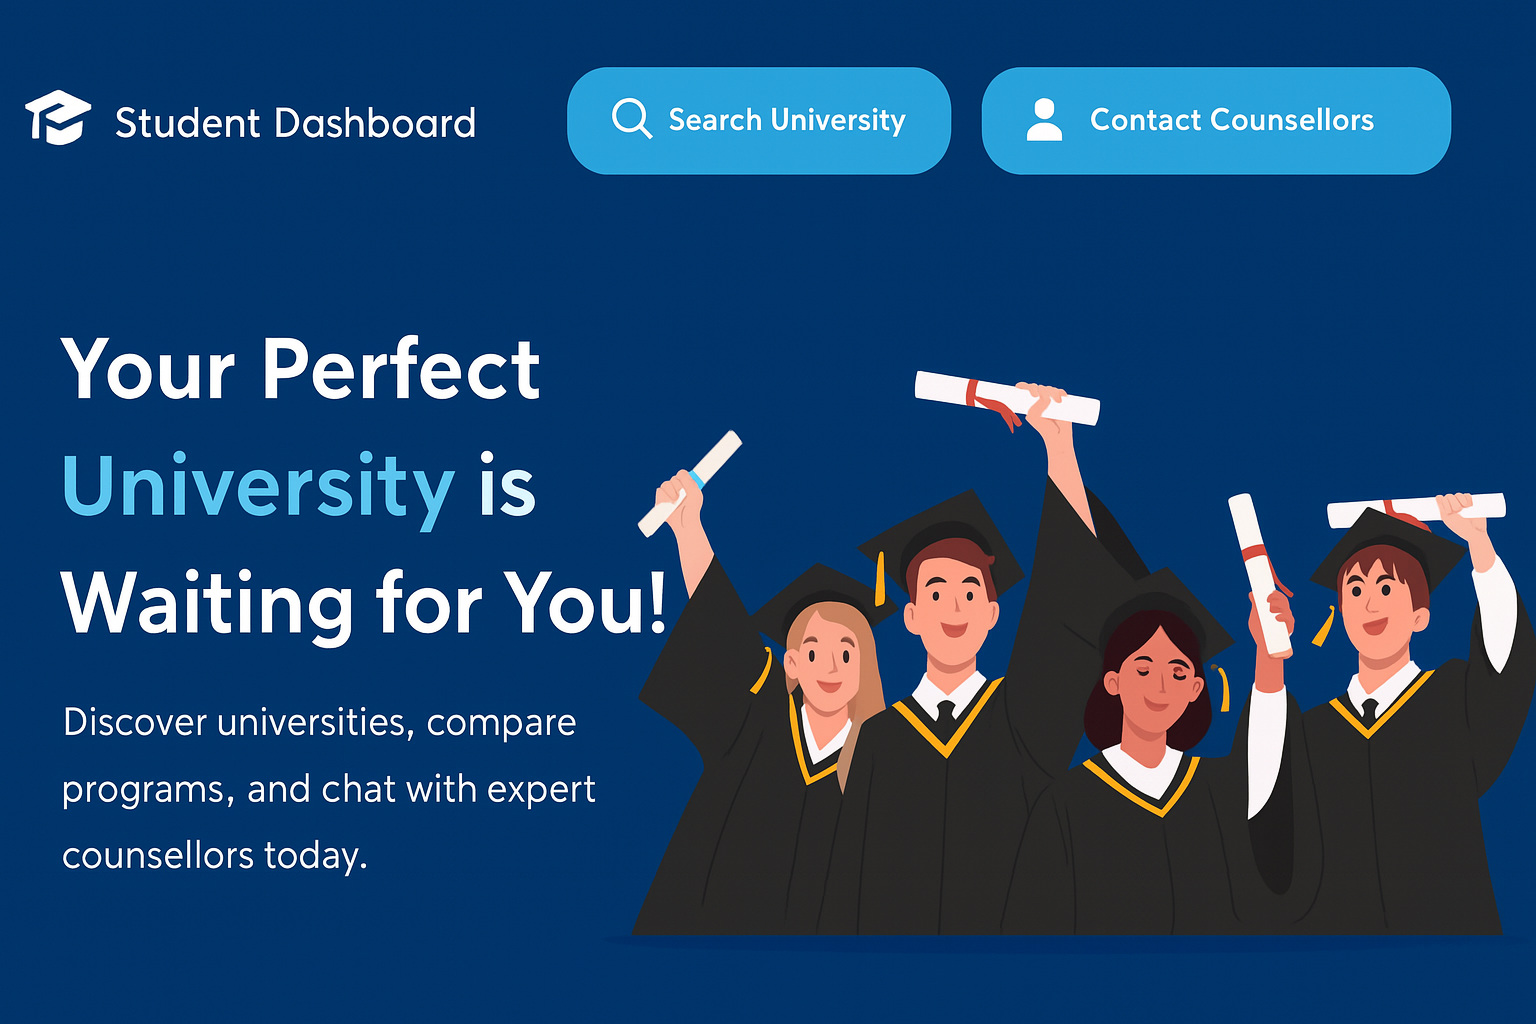 Student Dashboard
Search University
Contact Counsellors
Your Perfect
University is
Waiting for You!
Discover universities, compare
programs, and chat with expert
counsellors today.